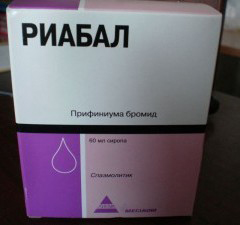 РИАБАЛ
Прифиниума бромид
60 мл сиропа
Спазмолитик